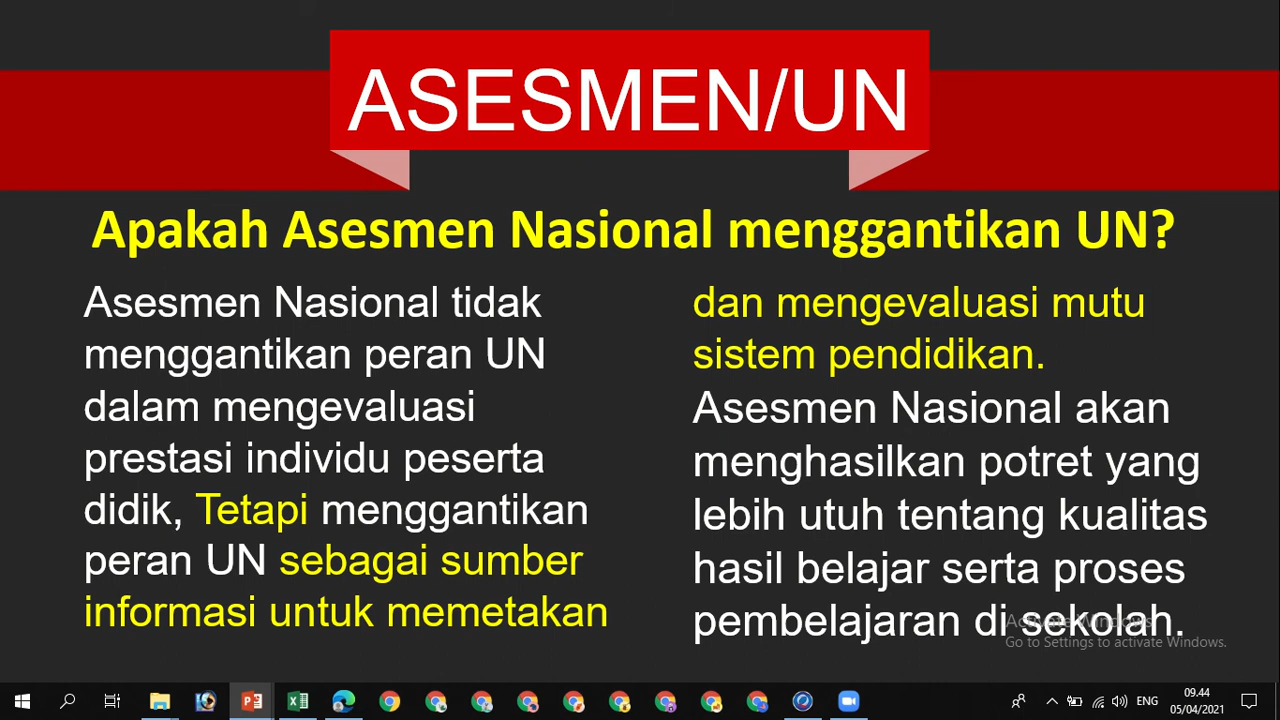 ASESMEN/UN
Apakah Asesmen Nasional menggantikan UN?
Asesmen Nasional tidak
menggantikan peran UN
dalam mengevaluasi
prestasi individu peserta
didik, Tetapi menggantikan
peran UN sebagai sumber
informasi untuk memetakan
dan mengevaluasi mutu
sistem pendidikan.
Asesmen Nasional akan
menghasilkan potret yang
lebih utuh tentang kualitas
hasil belajar serta proses
pembelajaran di sekolah.
Activate Windows
Go to Settings to activate Windows.
ENG
09.44
05/04/2021